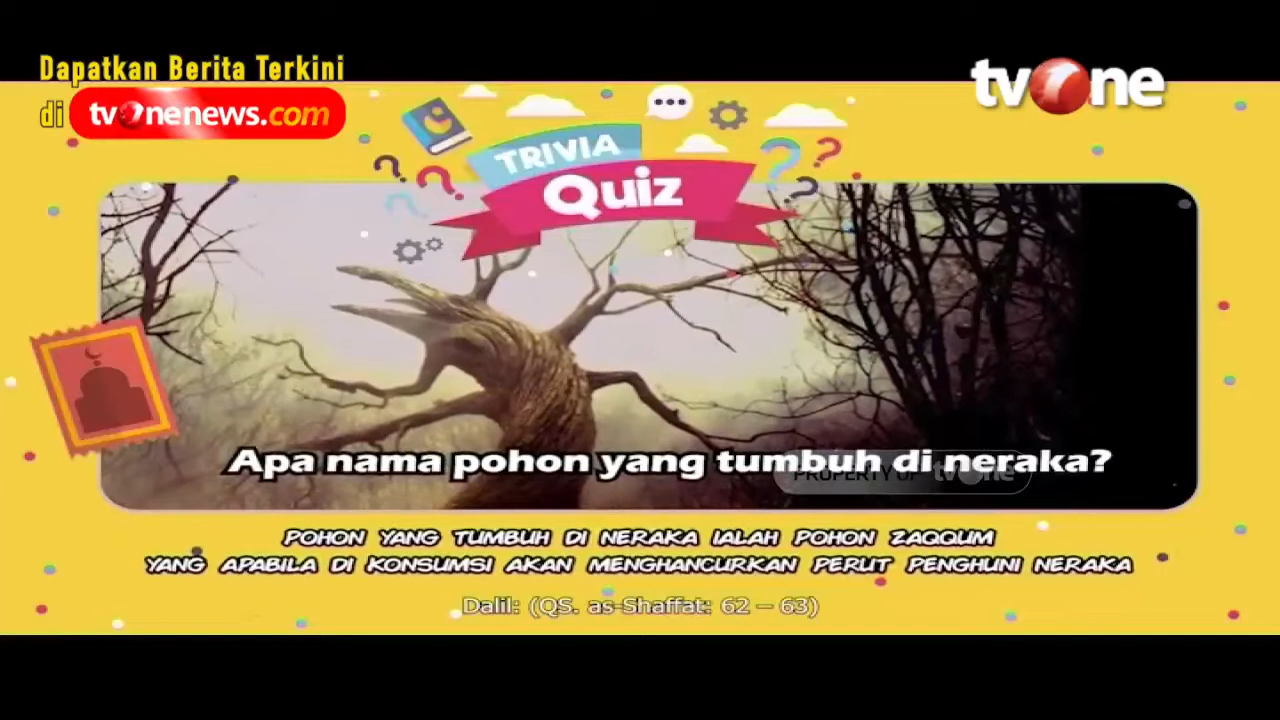 Dapatkan Berita Terkini
di tvonenews.com
tvone
TRIVIA
Quiz
Apa nama pohon yang tumbuh di neraka?
PROPERTY OF tvone
POHON YANG TUMBUH DI NERAKA IALAH POHON ZAQQUM
YANG APABILA DI KONSUMSI AKAN MENGHANCURKAN PERUT PENGHUNI NERAKA
Dalil: (QS. as-Shaffat: 62 – 63)